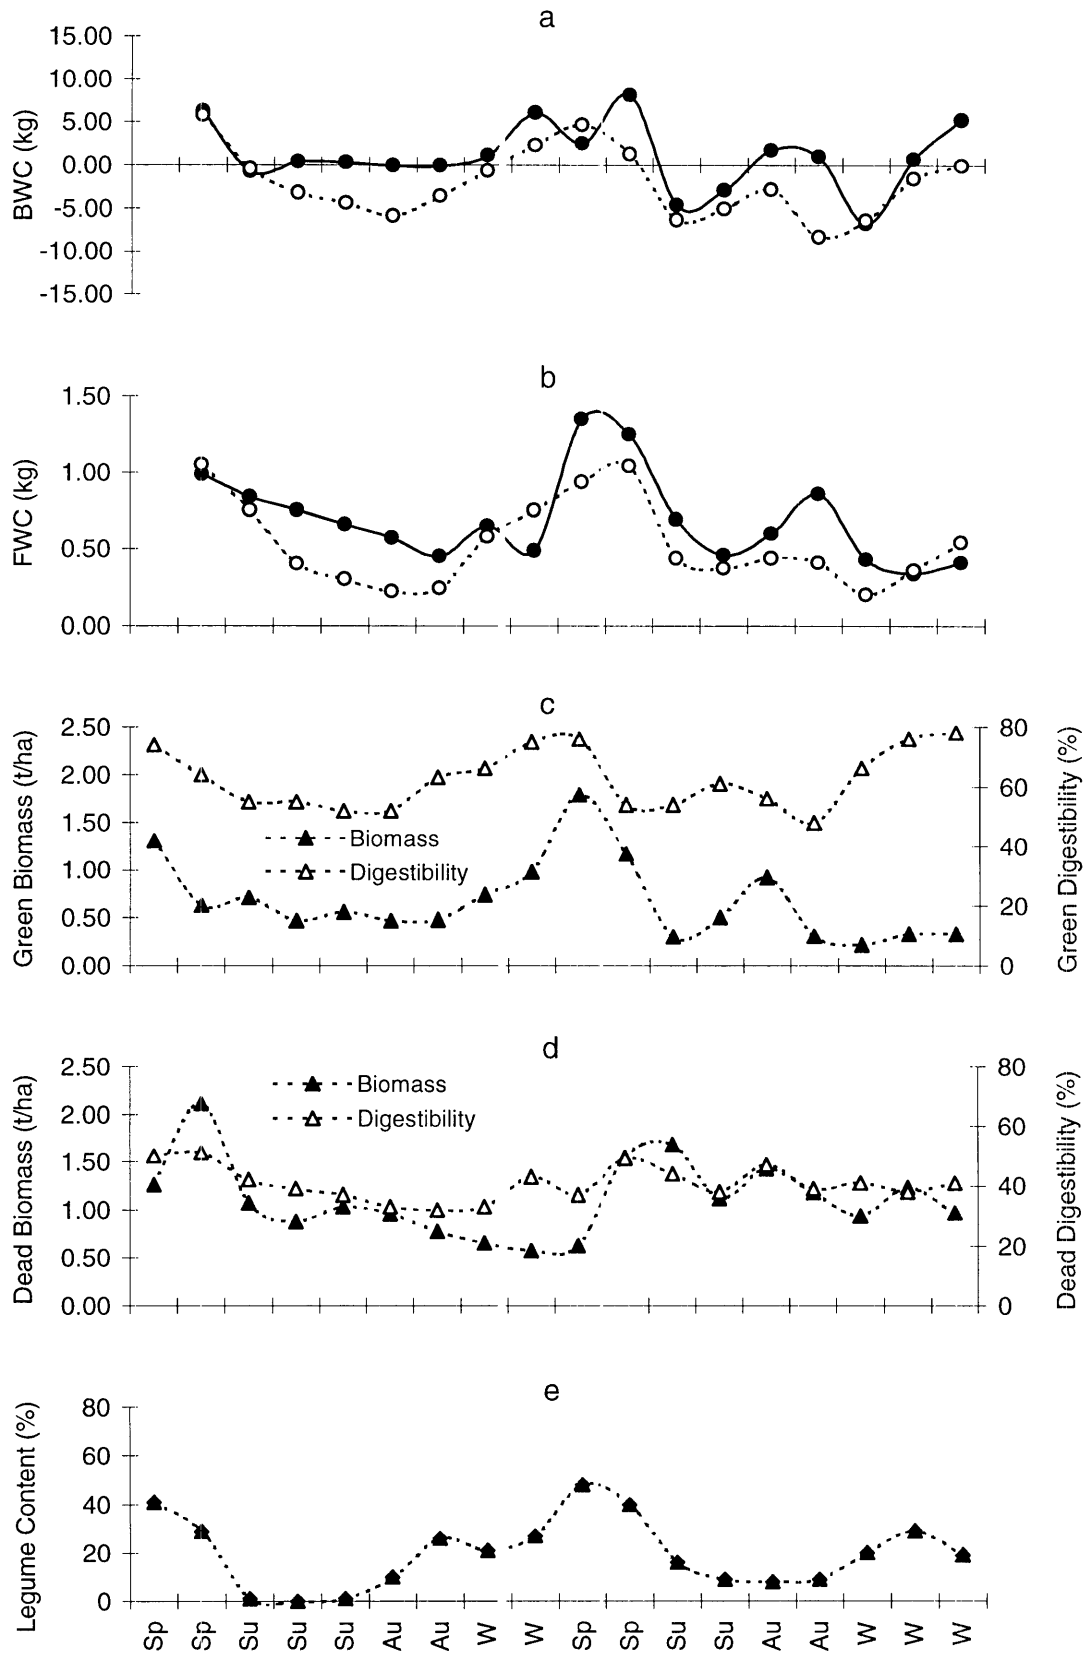 a
15.00
10.00
5.00
0.00
-5.00
-10.00
-15.00
BWC (kg)
b
1.50
1.00
0.50
0.00
FWC (kg)
c
2.50
2.00
1.50
1.00
0.50
0.00
Green Biomass (t/ha)
Biomass
Digestibility
80
60
40
20
0
Green Digestibility (%)
d
2.50
2.00
1.50
1.00
0.50
0.00
Dead Biomass (t/ha)
Biomass
Digestibility
80
60
40
20
0
Dead Digestibility (%)
e
80
60
40
20
0
Legume Content (%)
Sp Sp Su Su Su Au Au W W Sp Sp Su Su Au Au W W W